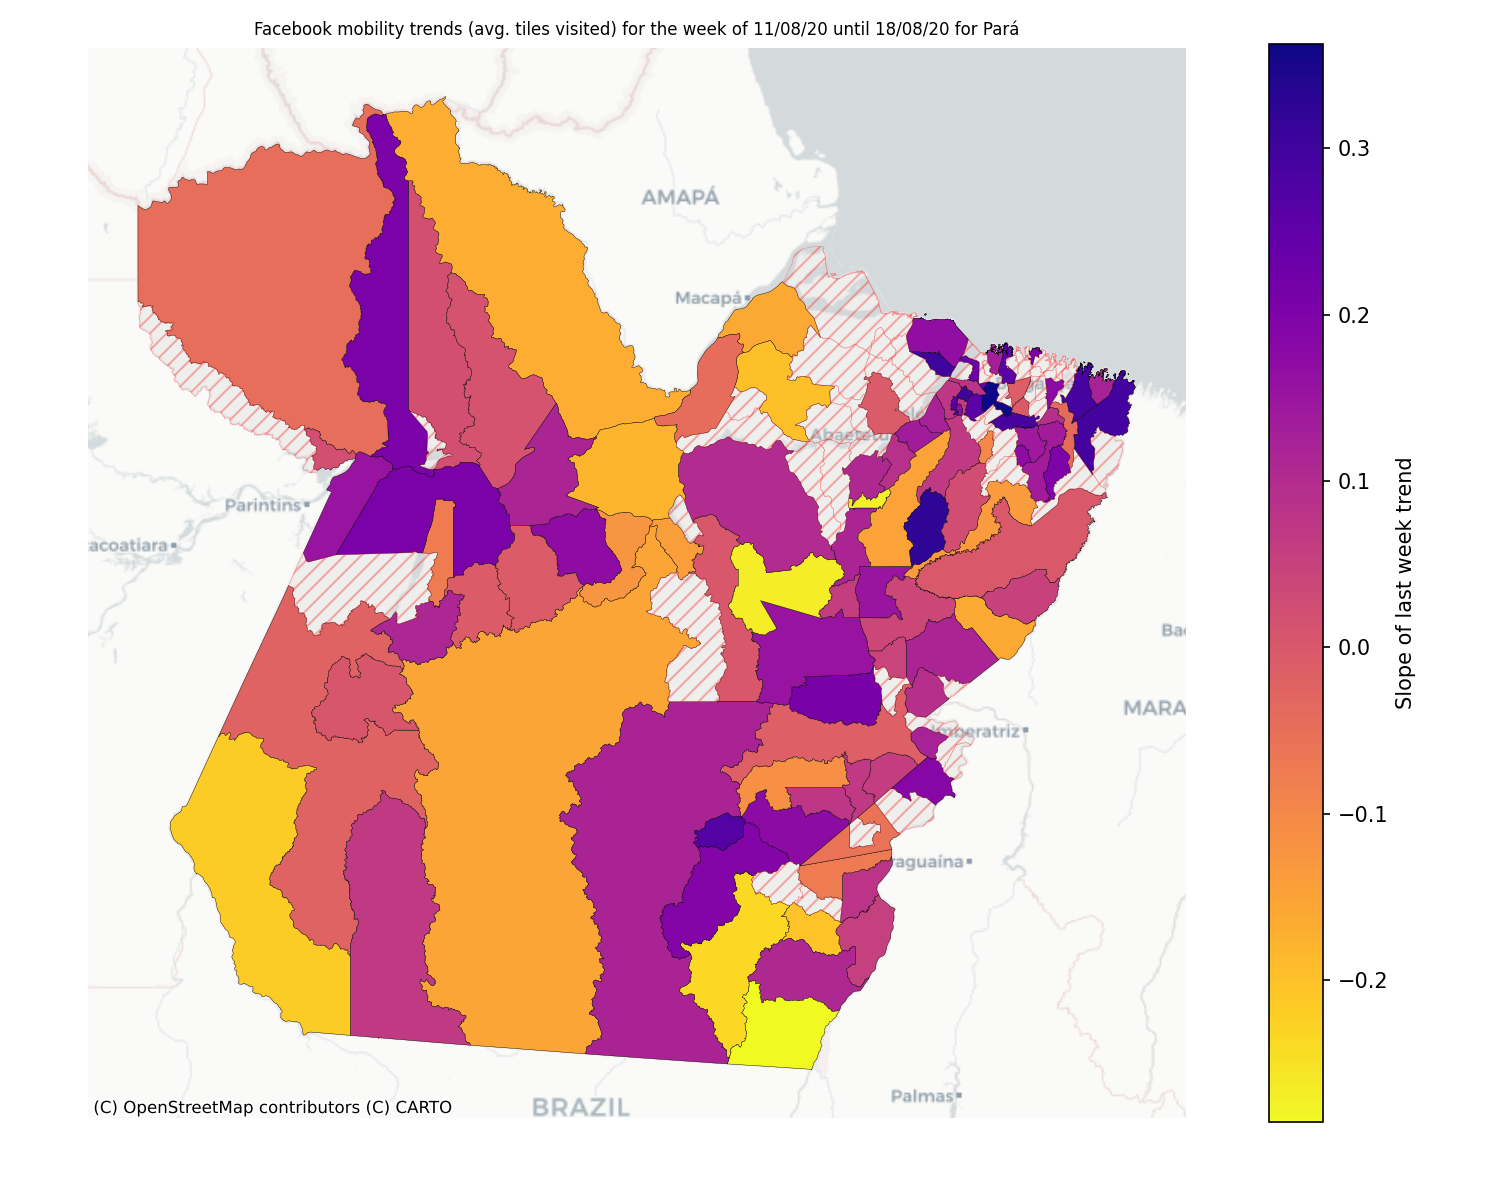 Facebook mobility trends (avg. tiles visited) for the week of 11/08/20 until 18/08/20 for Pará
AMAPÁ
Macapá
Parintins
Imperatriz
MARA
Palmas
BRAZIL
(C) OpenStreetMap contributors (C) CARTO
0.3
0.2
0.1
0.0
−0.1
−0.2
Slope of last week trend
acoatiara
Abaetetu
raguaína
Bac